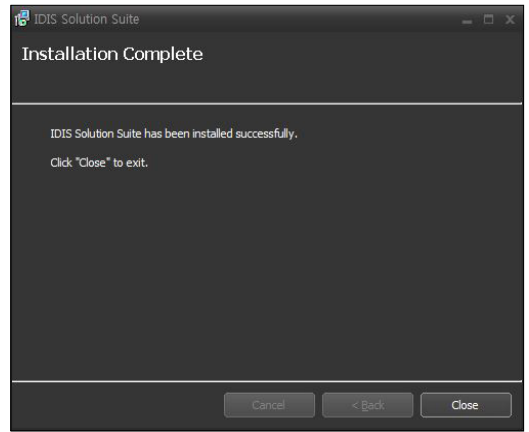 IDIS Solution Suite
Installation Complete
IDIS Solution Suite has been installed successfully.
Click "Close" to exit.
Cancel
< Back
Close